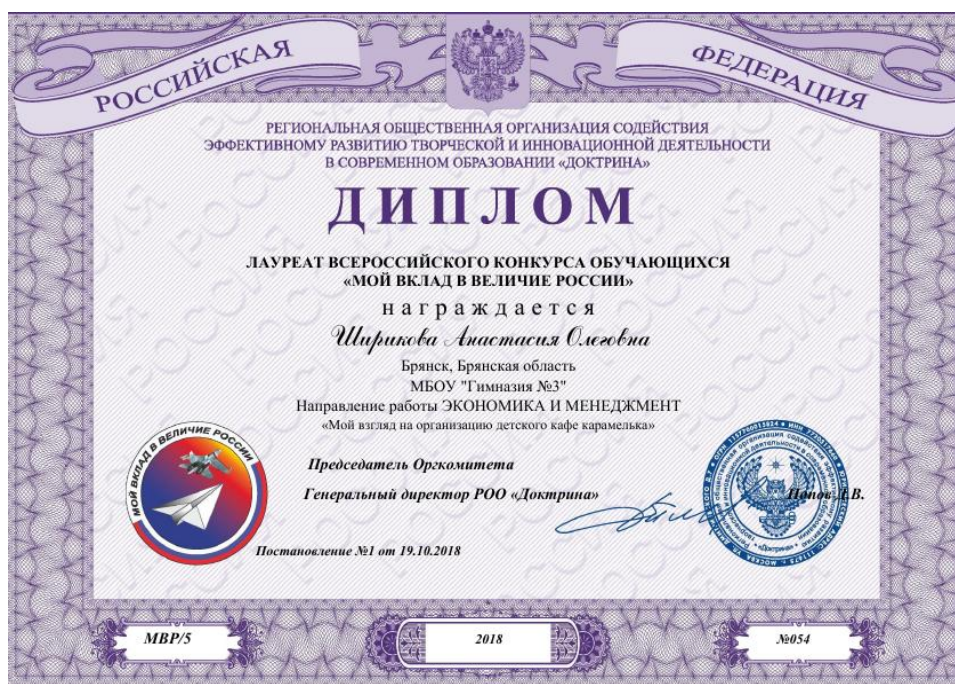 РОССИЙСКАЯ
ФЕДЕРАЦИЯ
РЕГИОНАЛЬНАЯ ОБЩЕСТВЕННАЯ ОРГАНИЗАЦИЯ СОДЕЙСТВИЯ
ЭФФЕКТИВНОМУ РАЗВИТИЮ ТВОРЧЕСКОЙ И ИННОВАЦИОННОЙ ДЕЯТЕЛЬНОСТИ
В СОВРЕМЕННОМ ОБРАЗОВАНИИ «ДОКТРИНА»
ДИПЛОМ
ЛАУРЕАТ ВСЕРОССИЙСКОГО КОНКУРСА ОБУЧАЮЩИХСЯ
«МОЙ ВКЛАД В ВЕЛИЧИЕ РОССИИ»
награждается
Ширикова Анастасия Олеговна
Брянск, Брянская область
МБОУ "Гимназия №3"
Направление работы ЭКОНОМИКА И МЕНЕДЖМЕНТ
«Мой взгляд на организацию детского кафе карамелька»
МОЙ ВКЛАД В ВЕЛИЧИЕ РОССИИ
Председатель Оргкомитета
Генеральный директор РОО «Доктрина»
Попов Д.В.
«Доктрина»
Постановление №1 от 19.10.2018
МВР/5
2018
№054